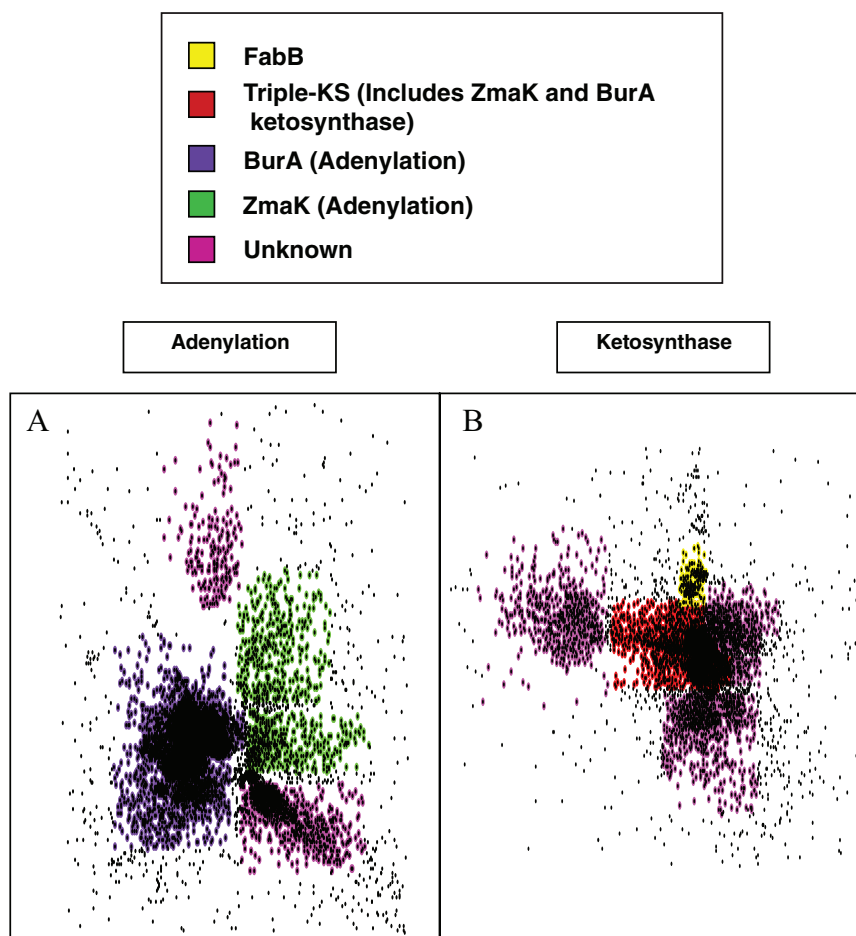 FabB
Triple-KS (Includes ZmaK and BurA
ketosynthase)
BurA (Adenylation)
ZmaK (Adenylation)
Unknown
Adenylation
Ketosynthase
A
B